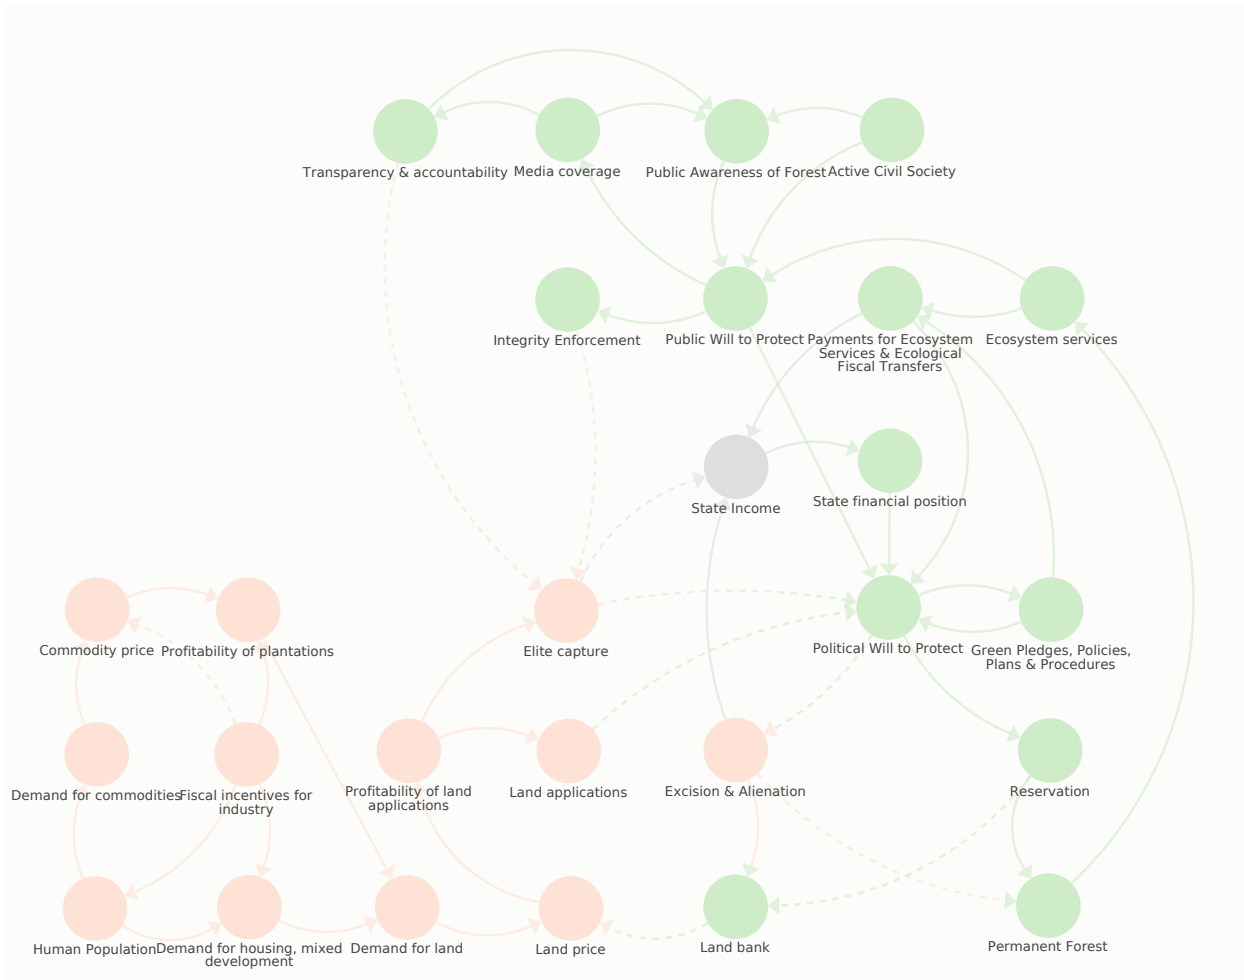 Transparency & accountability
Media coverage
Public Awareness of Forest
Active Civil Society
Integrity Enforcement
Public Will to Protect
Payments for Ecosystem
Services & Ecological
Fiscal Transfers
Ecosystem services
State Income
State financial position
Commodity price
Profitability of plantations
Elite capture
Political Will to Protect
Green Pledges, Policies,
Plans & Procedures
Demand for commodities
Fiscal incentives for
industry
Profitability of land
applications
Land applications
Excision & Alienation
Reservation
Human Population
Demand for housing, mixed
development
Demand for land
Land price
Land bank
Permanent Forest